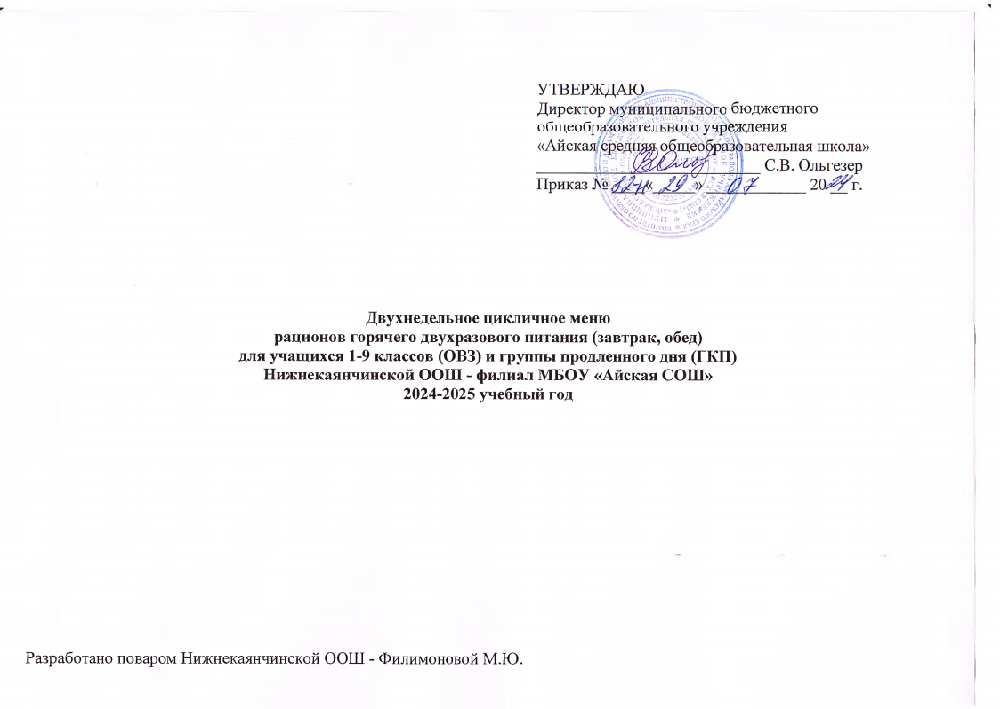 УТВЕРЖДАЮ
Директор муниципального бюджетного
общеобразовательного учреждения
«Айская средняя общеобразовательная школа»
С.В. Ольгезер
Приказ № 82-н « 29 » 07 2024 г.
Двухнедельное цикличное меню
рационов горячего двухразового питания (завтрак, обед)
для учащихся 1-9 классов (ОВЗ) и группы продленного дня (ГКП)
Нижнекаянчинской ООШ - филиал МБОУ «Айская СОШ»
2024-2025 учебный год
Разработано поваром Нижнекаянчинской ООШ - Филимоновой М.Ю.